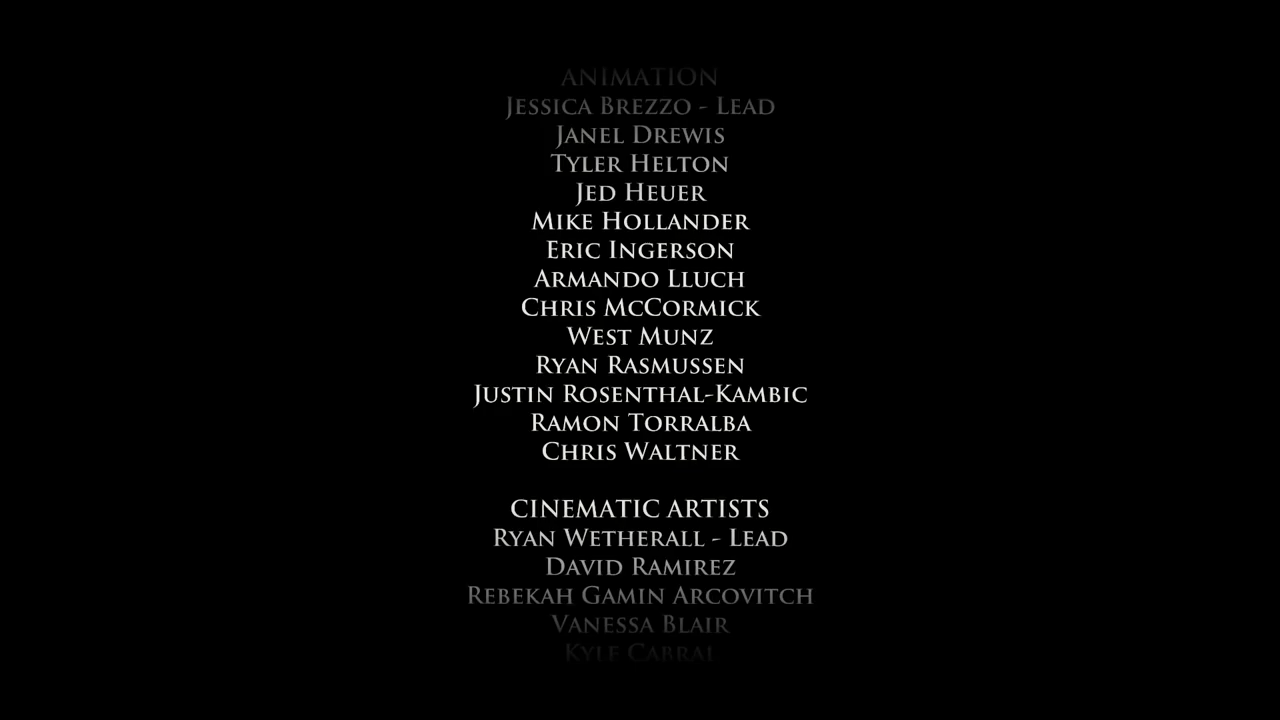 ANIMATION
JESSICA BREZZO - LEAD
JANEL DREWIS
TYLER HELTON
JED HEUER
MIKE HOLLANDER
ERIC INGERSON
ARMANDO LLUCH
CHRIS MCCORMICK
WEST MUNZ
RYAN RASMUSSEN
JUSTIN ROSENTHAL-KAMBIC
RAMON TORRALBA
CHRIS WALTNER
CINEMATIC ARTISTS
RYAN WETHERALL - LEAD
DAVID RAMIREZ
REBEKAH GAMIN ARCOVITCH
VANESSA BLAIR
KYLE CABRAL